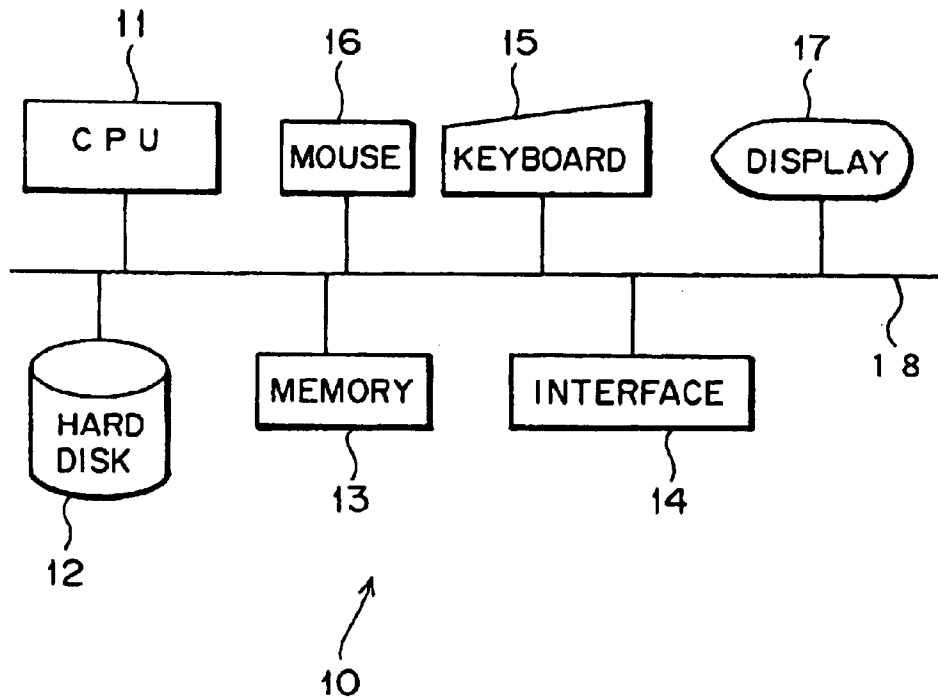 11
16
15
17
CPU
MOUSE
KEYBOARD
DISPLAY
18
HARD
DISK
MEMORY
INTERFACE
12
13
14
10